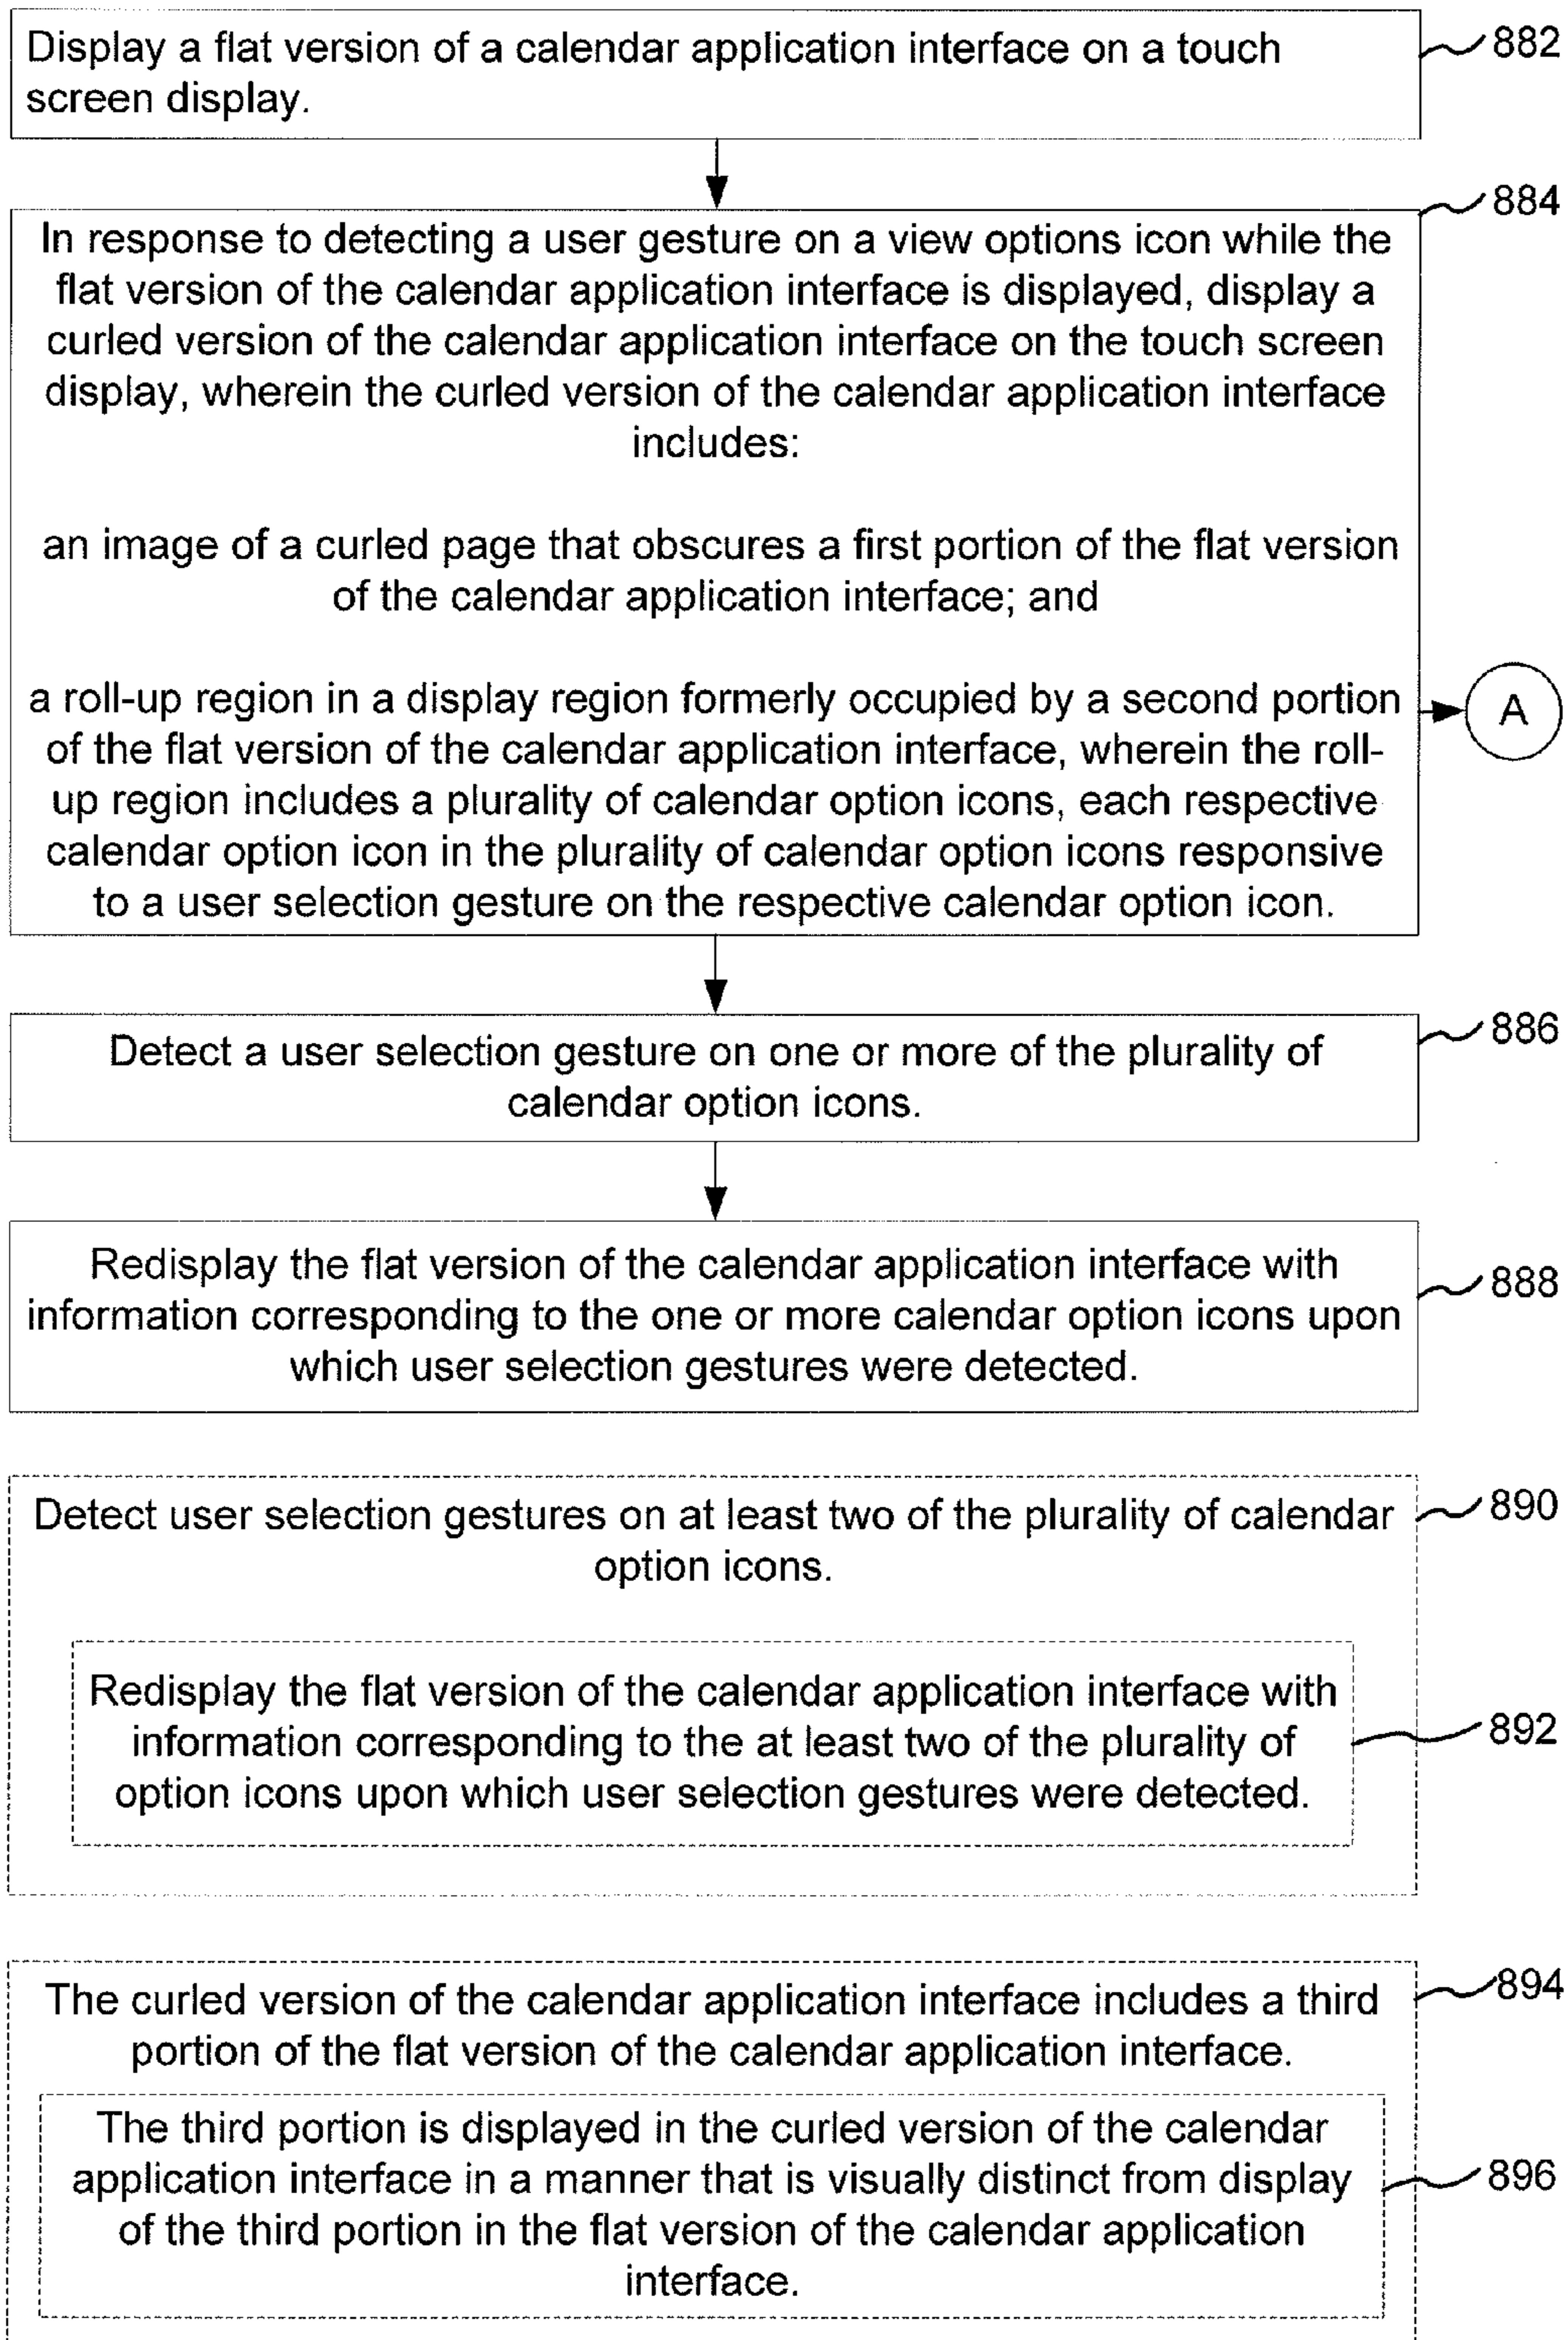 Display a flat version of a calendar application interface on a touch
screen display.
882
884
In response to detecting a user gesture on a view options icon while the
flat version of the calendar application interface is displayed, display a
curled version of the calendar application interface on the touch screen
display, wherein the curled version of the calendar application interface
includes:
an image of a curled page that obscures a first portion of the flat version
of the calendar application interface; and
a roll-up region in a display region formerly occupied by a second portion
of the flat version of the calendar application interface, wherein the roll-
up region includes a plurality of calendar option icons, each respective
calendar option icon in the plurality of calendar option icons responsive
to a user selection gesture on the respective calendar option icon.
A
886
Detect a user selection gesture on one or more of the plurality of
calendar option icons.
Redisplay the flat version of the calendar application interface with
information corresponding to the one or more calendar option icons upon
which user selection gestures were detected.
888
Detect user selection gestures on at least two of the plurality of calendar
option icons.
890
Redisplay the flat version of the calendar application interface with
information corresponding to the at least two of the plurality of
option icons upon which user selection gestures were detected.
892
The curled version of the calendar application interface includes a third
portion of the flat version of the calendar application interface.
894
The third portion is displayed in the curled version of the calendar
application interface in a manner that is visually distinct from display
of the third portion in the flat version of the calendar application
interface.
896